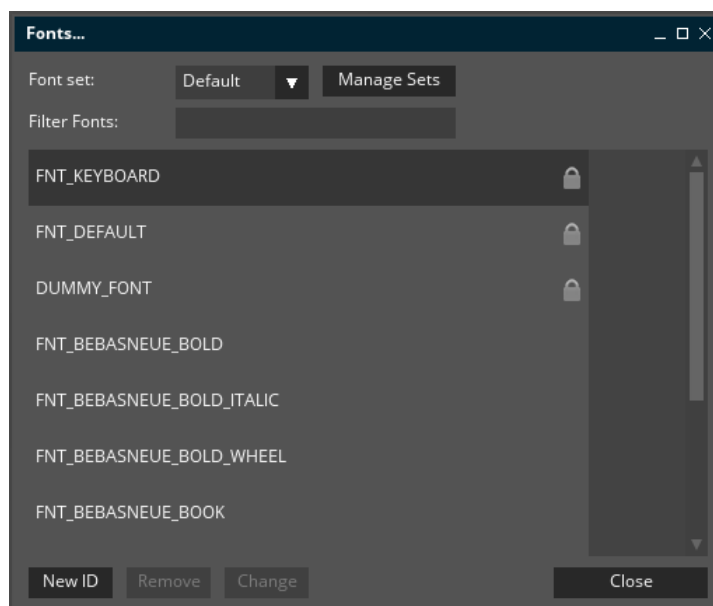 Fonts...
Font set: Default Manage Sets
Filter Fonts:
FNT_KEYBOARD
FNT_DEFAULT
DUMMY_FONT
FNT_BEBASNEUE_BOLD
FNT_BEBASNEUE_BOLD_ITALIC
FNT_BEBASNEUE_BOLD_WHEEL
FNT_BEBASNEUE_BOOK
New ID Remove Change Close